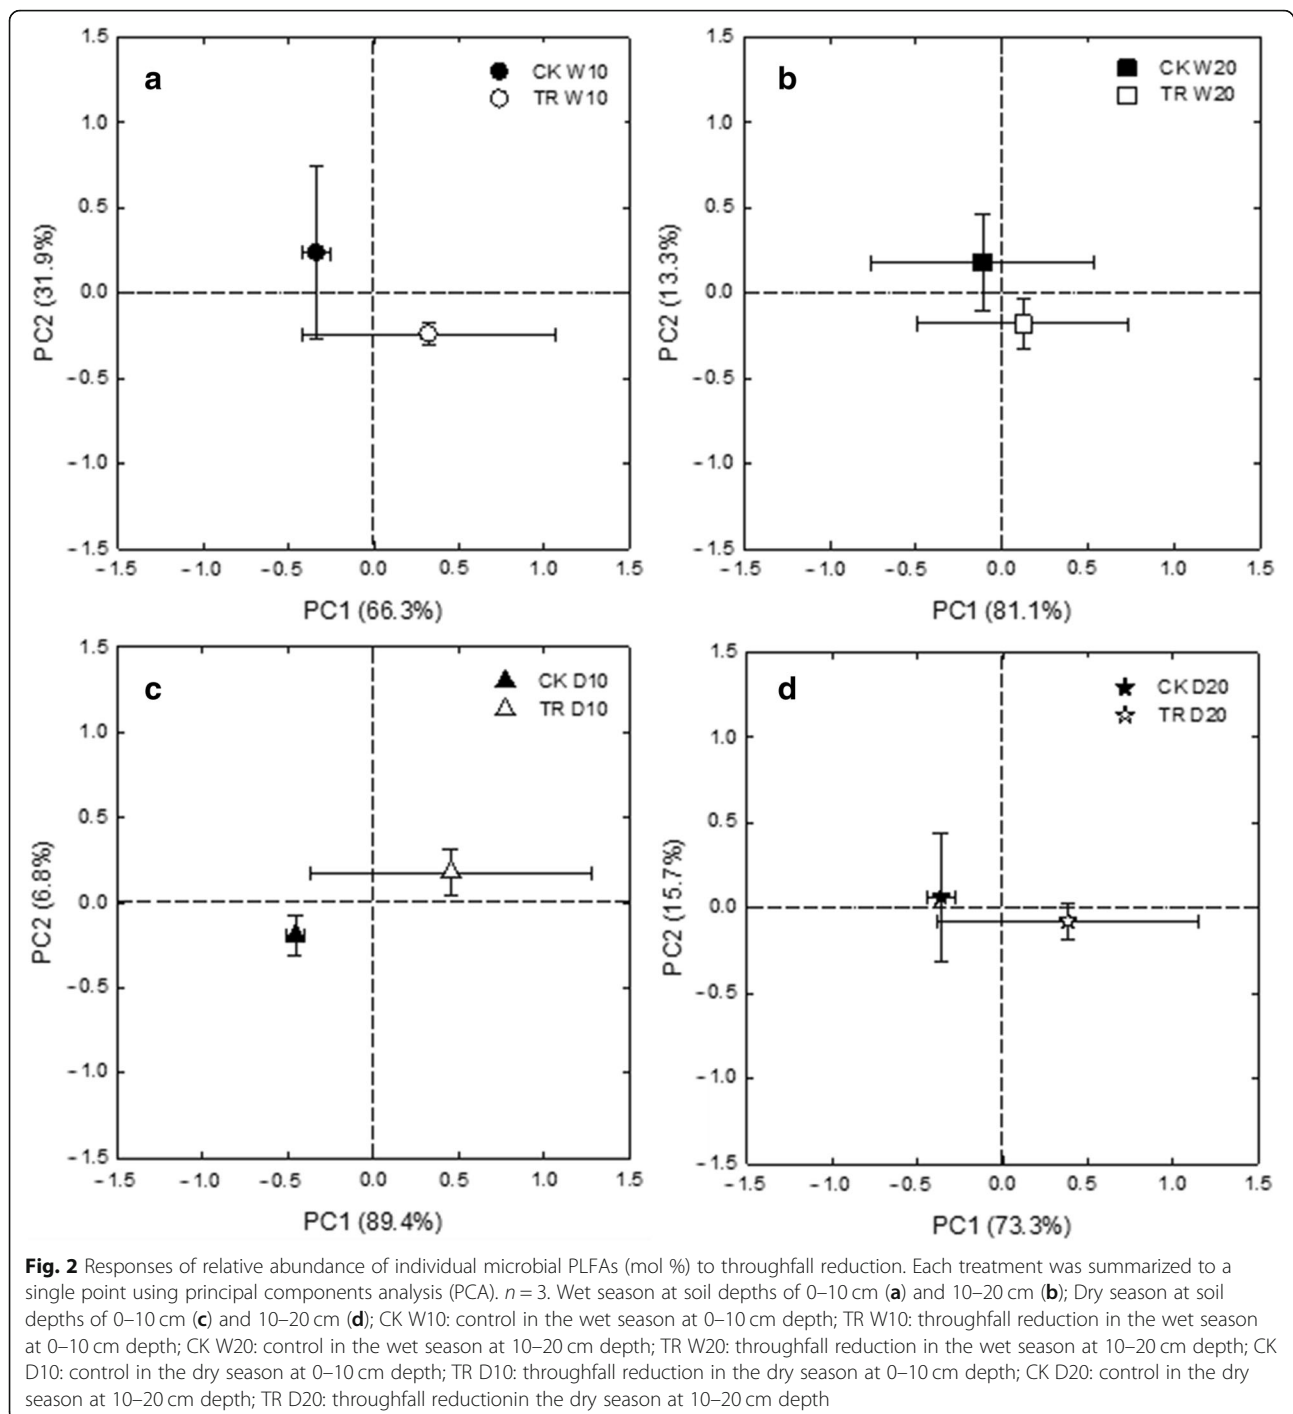 a
CK W10
TR W10
1.5
1.0
0.5
0.0
−0.5
−1.0
−1.5
PC2 (31.9%)
−1.5 −1.0 −0.5 0.0 0.5 1.0 1.5
PC1 (66.3%)
b
CK W20
TR W20
1.5
1.0
0.5
0.0
−0.5
−1.0
−1.5
PC2 (13.3%)
−1.5 −1.0 −0.5 0.0 0.5 1.0 1.5
PC1 (81.1%)
c
CK D10
TR D10
1.5
1.0
0.5
0.0
−0.5
−1.0
−1.5
PC2 (6.8%)
−1.5 −1.0 −0.5 0.0 0.5 1.0 1.5
PC1 (89.4%)
d
CK D20
TR D20
1.5
1.0
0.5
0.0
−0.5
−1.0
−1.5
PC2 (15.7%)
−1.5 −1.0 −0.5 0.0 0.5 1.0 1.5
PC1 (73.3%)
Fig. 2 Responses of relative abundance of individual microbial PLFAs (mol %) to throughfall reduction. Each treatment was summarized to a
single point using principal components analysis (PCA). n = 3. Wet season at soil depths of 0–10 cm (a) and 10–20 cm (b); Dry season at soil
depths of 0–10 cm (c) and 10–20 cm (d); CK W10: control in the wet season at 0–10 cm depth; TR W10: throughfall reduction in the wet season
at 0–10 cm depth; CK W20: control in the wet season at 10–20 cm depth; TR W20: throughfall reduction in the wet season at 10–20 cm depth; CK
D10: control in the dry season at 0–10 cm depth; TR D10: throughfall reduction in the dry season at 0–10 cm depth; CK D20: control in the dry
season at 10–20 cm depth; TR D20: throughfall reductionin the dry season at 10–20 cm depth